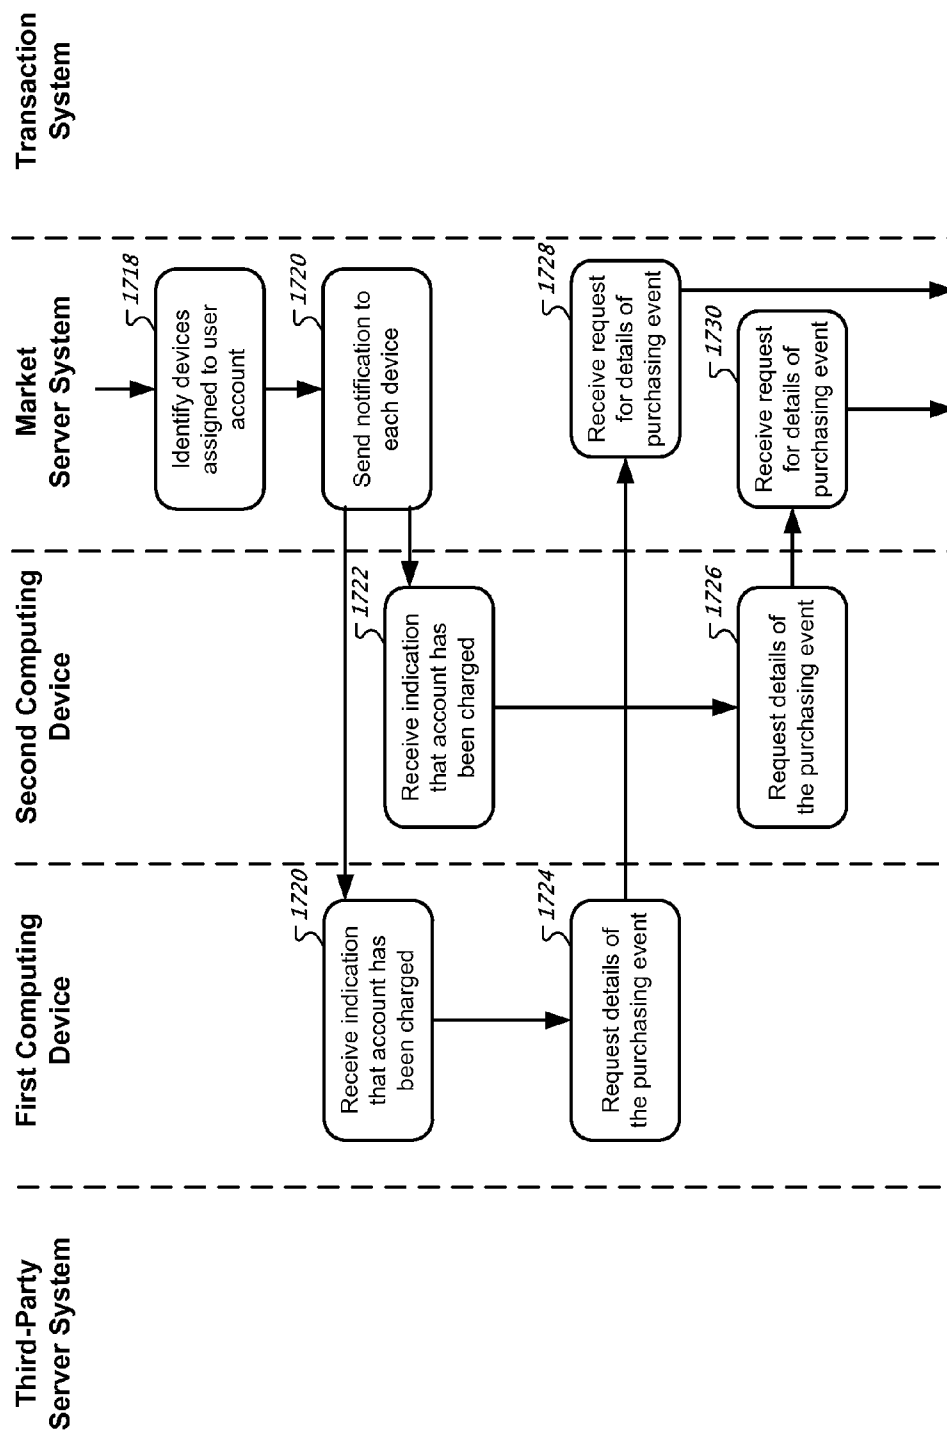 Third-Party
Server System
First Computing
Device
Second Computing
Device
Market
Server System
Transaction
System
1718
Identify devices
assigned to user
account
1720
Send notification to
each device
1720
Receive indication
that account has
been charged
1722
Receive indication
that account has
been charged
1724
Request details of
the purchasing event
1728
Receive request
for details of
purchasing event
1726
Request details of
the purchasing event
1730
Receive request
for details of
purchasing event